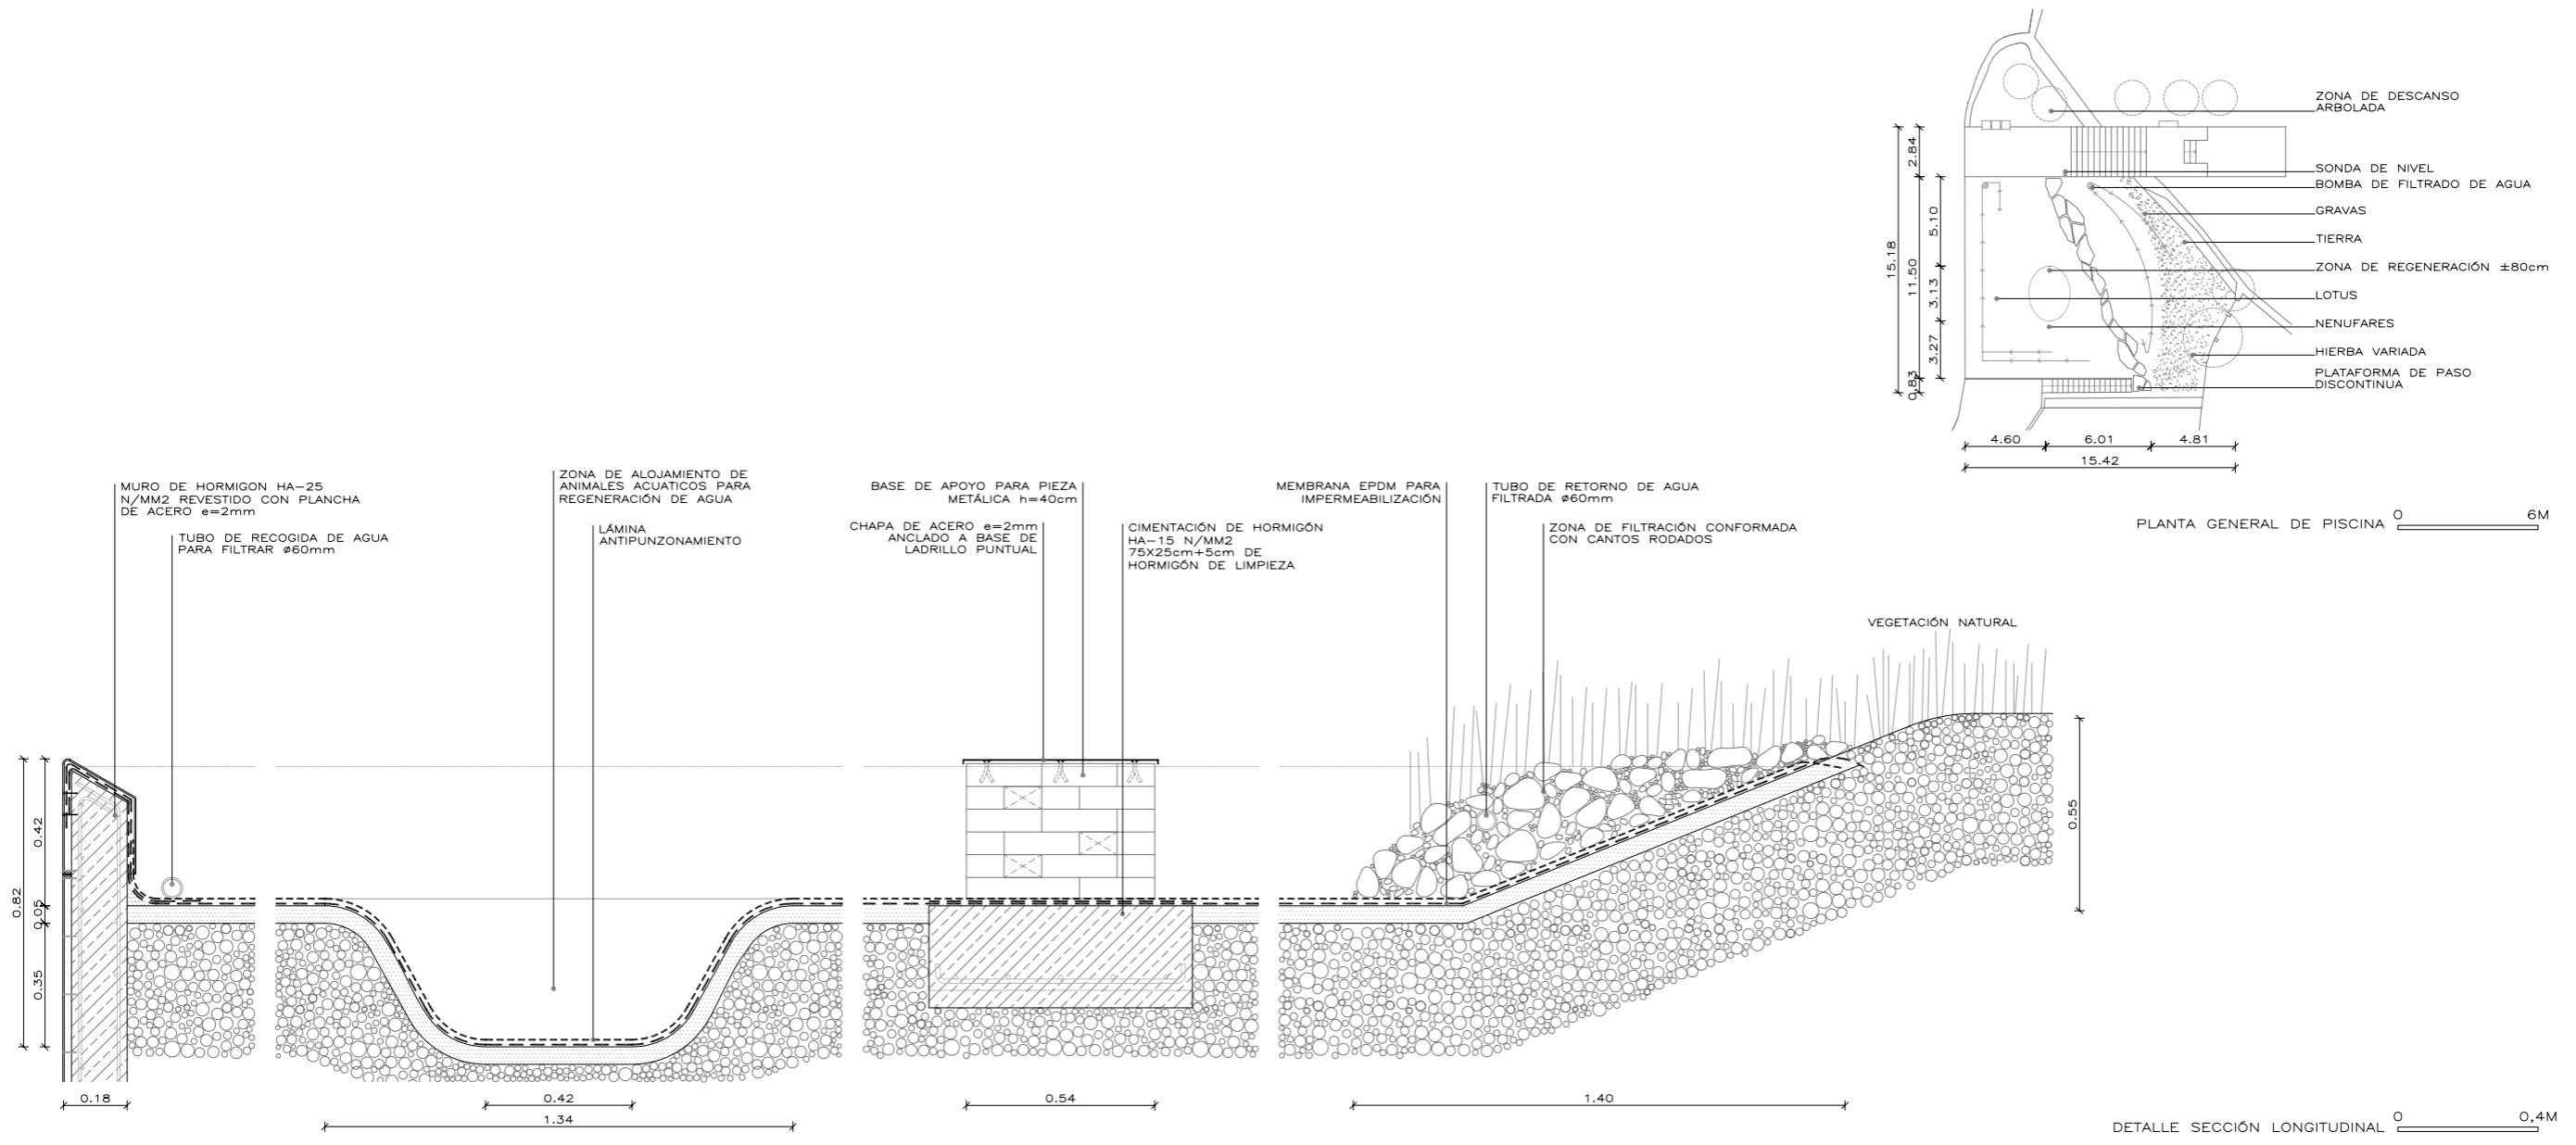 ZONA DE DESCANSO
ARBOLADA
SONDA DE NIVEL
BOMBA DE FILTRADO DE AGUA
GRAVAS
TIERRA
ZONA DE REGENERACIÓN ±80cm
LOTUS
NENUFARES
HIERBA VARIADA
PLATAFORMA DE PASO
DISCONTINUA
2.84
15.18
11.50
5.10
3.13
3.27
0.83
4.60 6.01 4.81
15.42
PLANTA GENERAL DE PISCINA 0 6M
MURO DE HORMIGON HA-25
N/MM2 REVESTIDO CON PLANCHA
DE ACERO e=2mm
TUBO DE RECOGIDA DE AGUA
PARA FILTRAR ø60mm
ZONA DE ALOJAMIENTO DE
ANIMALES ACUATICOS PARA
REGENERACIÓN DE AGUA
LÁMINA
ANTIPUNZONAMIENTO
BASE DE APOYO PARA PIEZA
METÁLICA h=40cm
CHAPA DE ACERO e=2mm
ANCLADO A BASE DE
LADRILLO PUNTUAL
CIMENTACIÓN DE HORMIGÓN
HA-15 N/MM2
75X25cm+5cm DE
HORMIGÓN DE LIMPIEZA
MEMBRANA EPDM PARA
IMPERMEABILIZACIÓN
TUBO DE RETORNO DE AGUA
FILTRADA ø60mm
ZONA DE FILTRACIÓN CONFORMADA
CON CANTOS RODADOS
VEGETACIÓN NATURAL
0.82
0.42
0.05
0.35
0.55
0.18
0.42
1.34
0.54
1.40
DETALLE SECCIÓN LONGITUDINAL 0 0,4M